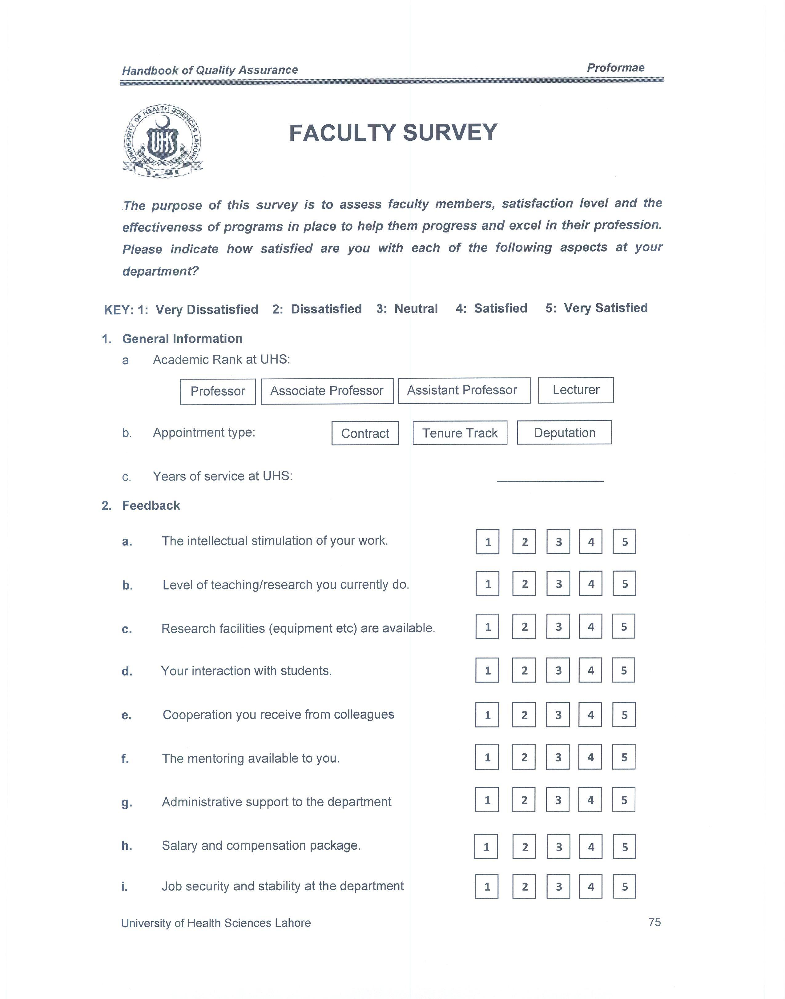 Handbook of Quality Assurance Proformae
UNIVERSITY OF HEALTH SCIENCES LAHORE
UHS
FACULTY SURVEY
The purpose of this survey is to assess faculty members, satisfaction level and the
effectiveness of programs in place to help them progress and excel in their profession.
Please indicate how satisfied are you with each of the following aspects at your
department?
KEY: 1: Very Dissatisfied 2: Dissatisfied 3: Neutral 4: Satisfied 5: Very Satisfied
1. General Information
a Academic Rank at UHS:
Professor Associate Professor Assistant Professor Lecturer
b. Appointment type: Contract Tenure Track Deputation
c. Years of service at UHS:
2. Feedback
a. The intellectual stimulation of your work. 1 2 3 4 5
b. Level of teaching/research you currently do. 1 2 3 4 5
c. Research facilities (equipment etc) are available. 1 2 3 4 5
d. Your interaction with students. 1 2 3 4 5
e. Cooperation you receive from colleagues 1 2 3 4 5
f. The mentoring available to you. 1 2 3 4 5
g. Administrative support to the department 1 2 3 4 5
h. Salary and compensation package. 1 2 3 4 5
i. Job security and stability at the department 1 2 3 4 5
University of Health Sciences Lahore 75